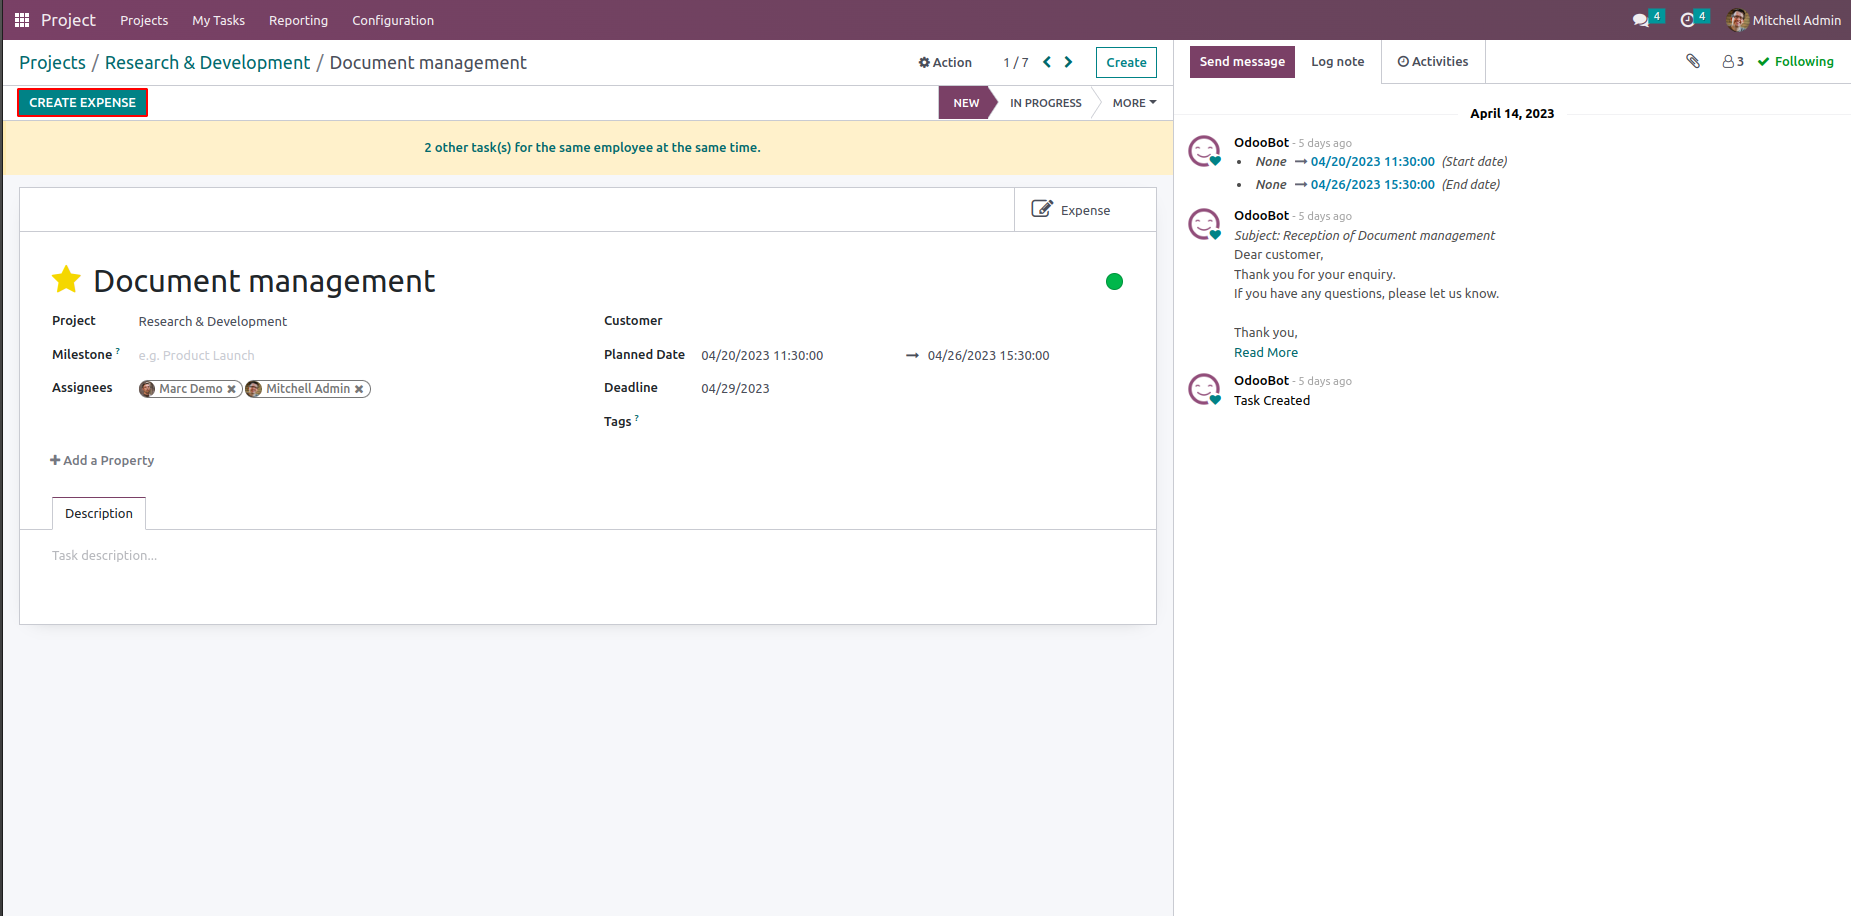 Project Projects My Tasks Reporting Configuration 4 4 Mitchell Admin
Projects / Research & Development / Document management Action 1 / 7 Create
CREATE EXPENSE NEW IN PROGRESS MORE
2 other task(s) for the same employee at the same time.
Expense
Document management
Project Research & Development
Milestone ? e.g. Product Launch
Assignees Marc Demo Mitchell Admin
Customer
Planned Date 04/20/2023 11:30:00 → 04/26/2023 15:30:00
Deadline 04/29/2023
Tags ?
+ Add a Property
Description
Task description...
Send message Log note Activities 3 Following
April 14, 2023
OdooBot - 5 days ago
• None → 04/20/2023 11:30:00 (Start date)
• None → 04/26/2023 15:30:00 (End date)
OdooBot - 5 days ago
Subject: Reception of Document management
Dear customer,
Thank you for your enquiry.
If you have any questions, please let us know.
Thank you,
Read More
OdooBot - 5 days ago
Task Created